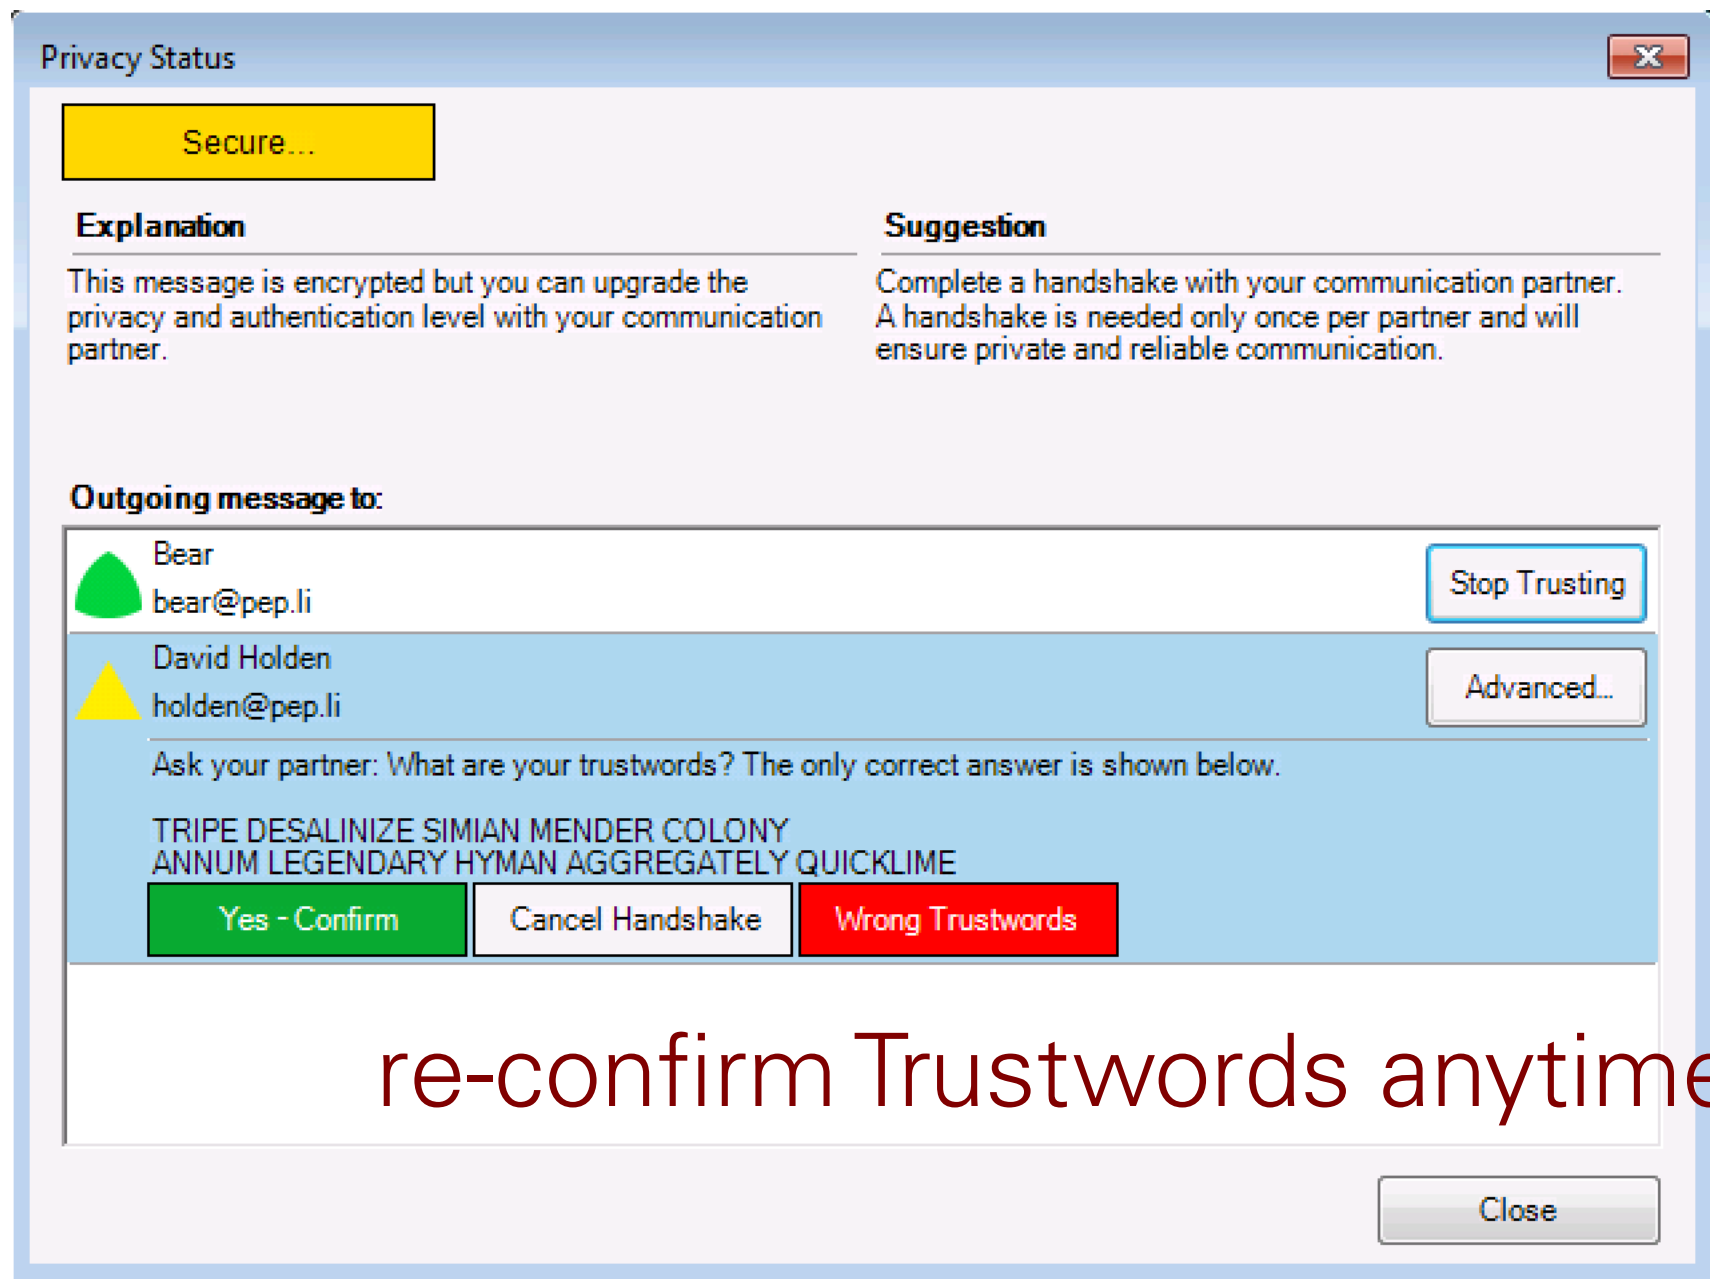 Privacy Status
Secure...
Explanation
This message is encrypted but you can upgrade the
privacy and authentication level with your communication
partner.
Suggestion
Complete a handshake with your communication partner.
A handshake is needed only once per partner and will
ensure private and reliable communication.
Outgoing message to:
Bear
bear@pep.li
Stop Trusting
David Holden
holden@pep.li
Advanced...
Ask your partner: What are your trustwords? The only correct answer is shown below.
TRIPE DESALINIZE SIMIAN MENDER COLONY
ANNUM LEGENDARY HYMAN AGGREGATELY QUICKLIME
Yes - Confirm
Cancel Handshake
Wrong Trustwords
re-confirm Trustwords anytime
Close